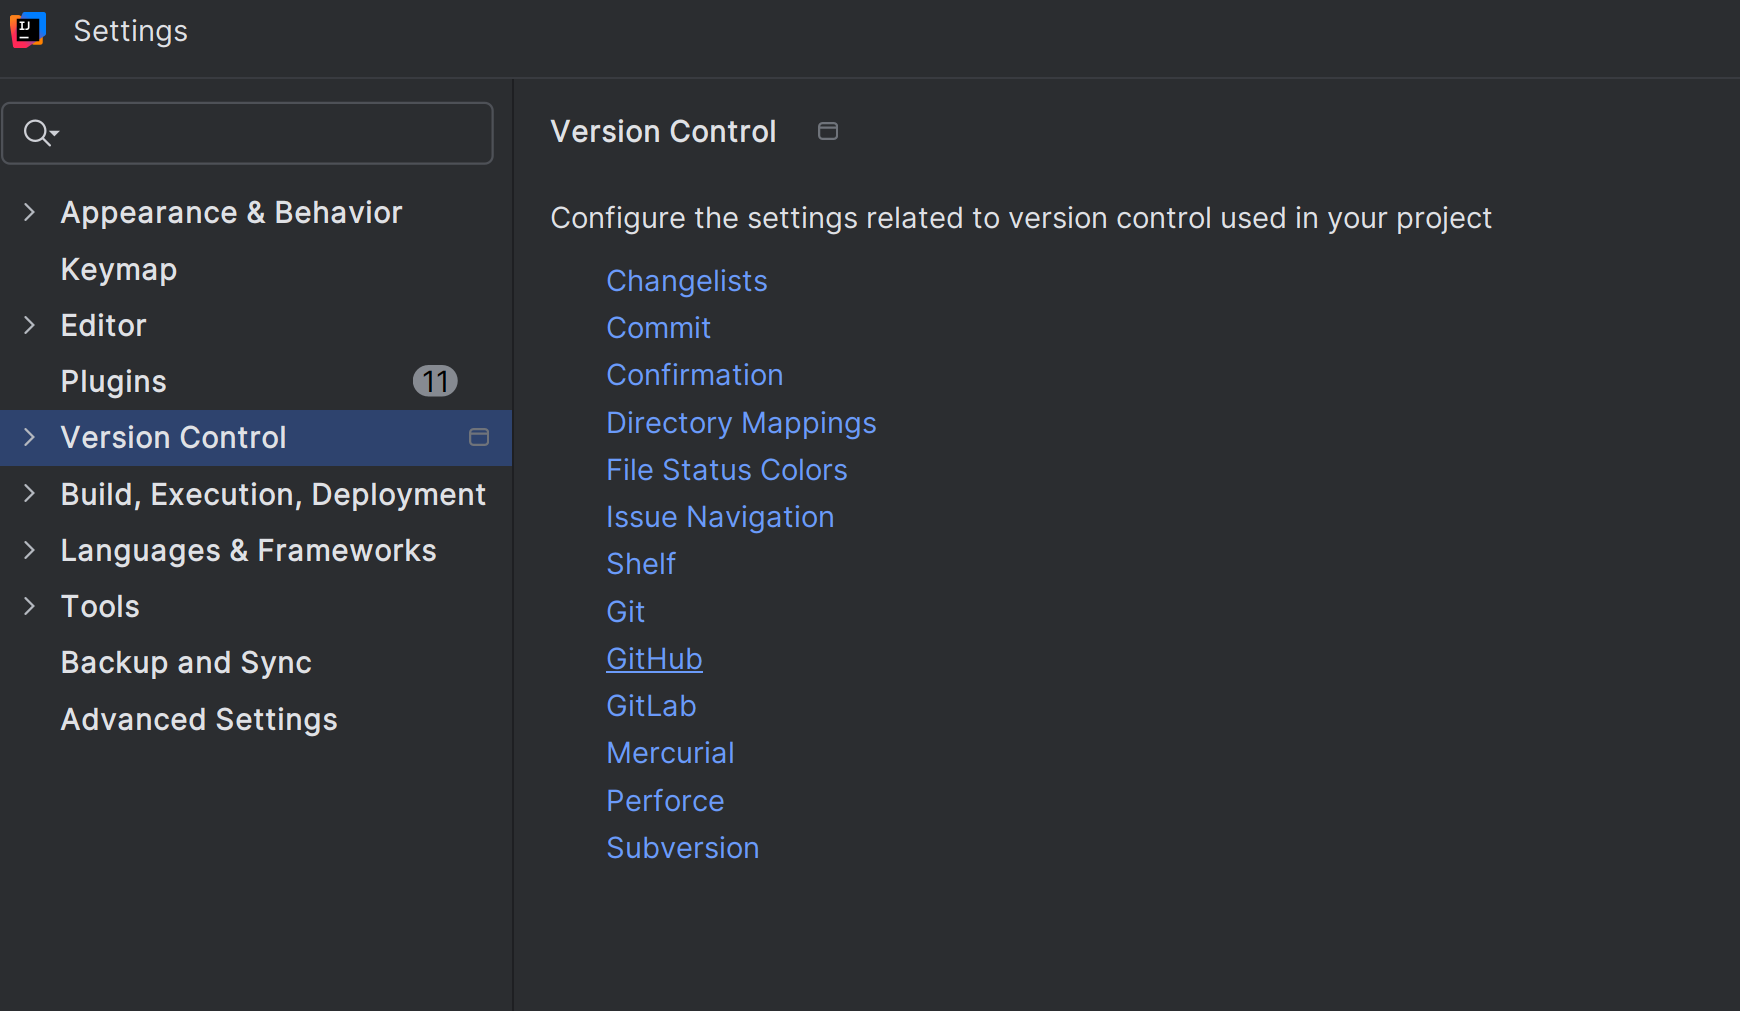 IJ
Settings
Appearance & Behavior
Keymap
Editor
Plugins 11
Version Control
Build, Execution, Deployment
Languages & Frameworks
Tools
Backup and Sync
Advanced Settings
Version Control
Configure the settings related to version control used in your project
Changelists
Commit
Confirmation
Directory Mappings
File Status Colors
Issue Navigation
Shelf
Git
GitHub
GitLab
Mercurial
Perforce
Subversion